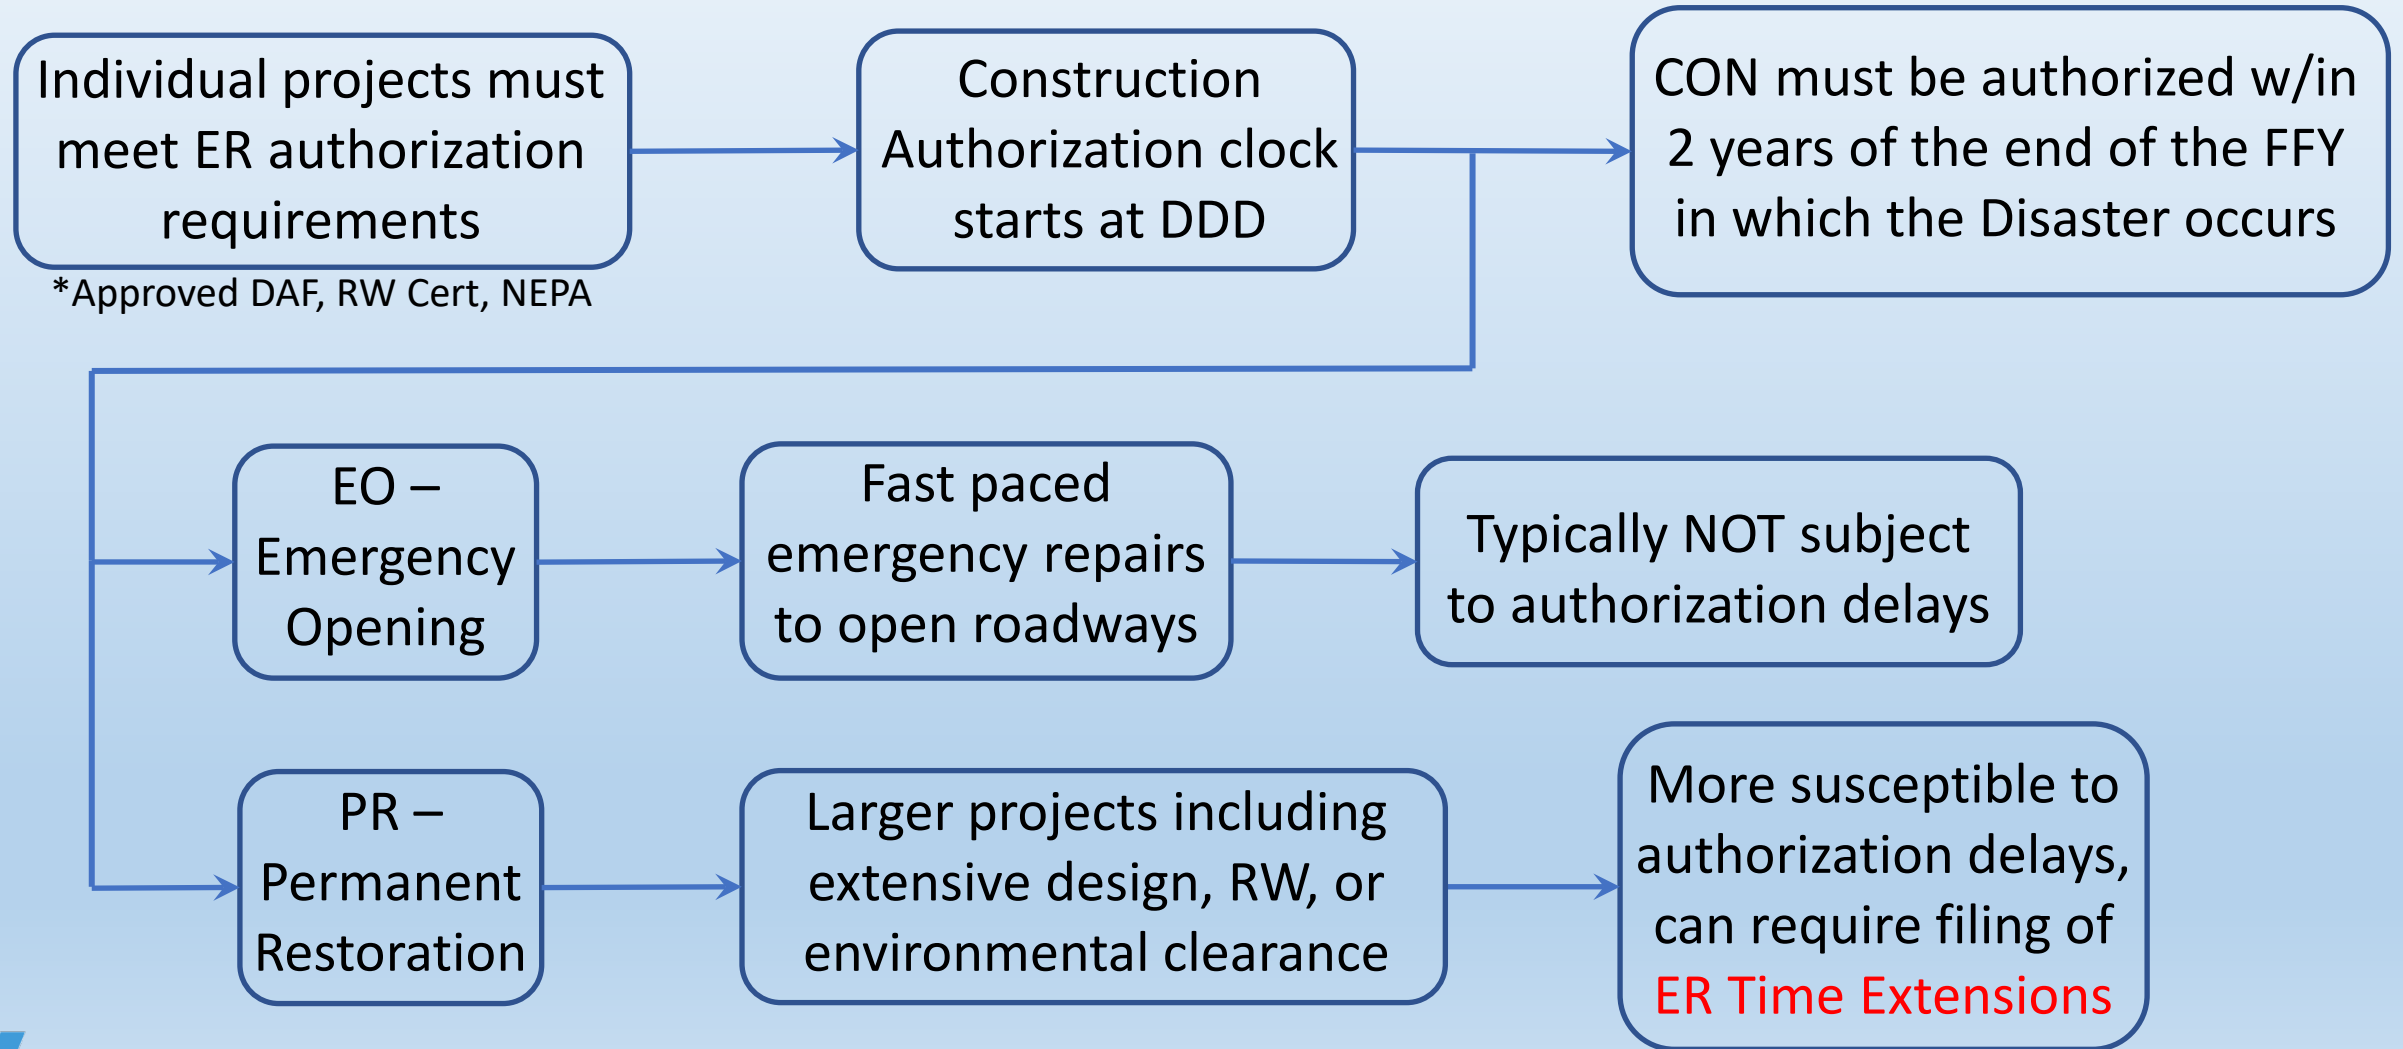 Individual projects must
meet ER authorization
requirements
*Approved DAF, RW Cert, NEPA
Construction
Authorization clock
starts at DDD
CON must be authorized w/in
2 years of the end of the FFY
in which the Disaster occurs
EO –
Emergency
Opening
Fast paced
emergency repairs
to open roadways
Typically NOT subject
to authorization delays
PR –
Permanent
Restoration
Larger projects including
extensive design, RW, or
environmental clearance
More susceptible to
authorization delays,
can require filing of
ER Time Extensions